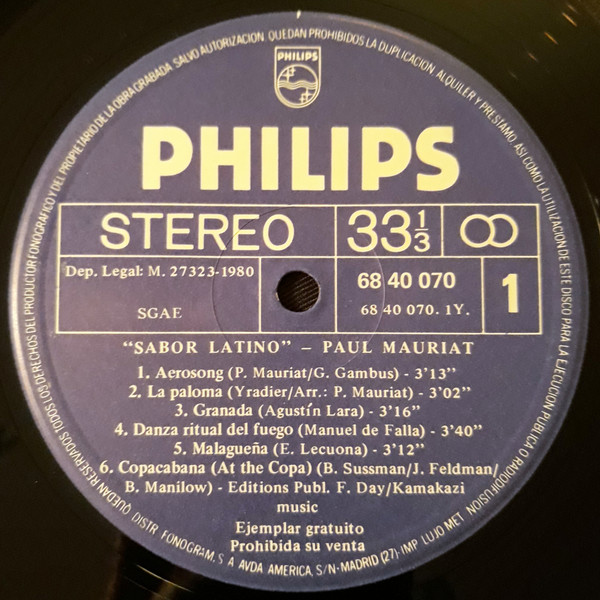 PHILIPS
PHILIPS
STEREO
33 1/3
Dep. Legal: M. 27323-1980
SGAE
68 40 070
68 40 070. 1Y.
1
"SABOR LATINO" – PAUL MAURIAT
1. Aerosong (P. Mauriat/G. Gambus) - 3'13"
2. La paloma (Yradier/Arr.: P. Mauriat) - 3'02"
3. Granada (Agustín Lara) - 3'16"
4. Danza ritual del fuego (Manuel de Falla) - 3'40"
5. Malagueña (E. Lecuona) - 3'12"
6. Copacabana (At the Copa) (B. Sussman/J. Feldman/
B. Manilow) - Editions Publ. F. Day/Kamakazi
music
Ejemplar gratuito
Prohibida su venta
QUEDAN RESERVADOS TODOS LOS DERECHOS DEL PRODUCTOR FONOGRAFICO Y DEL PROPIETARIO DE LA OBRA GRABADA. SALVO AUTORIZACION QUEDAN PROHIBIDOS LA DUPLICACION, ALQUILER Y PRESTAMO, ASI COMO LA UTILIZACION DE ESTE DISCO PARA LA EJECUCION PUBLICA O RADIODIFUSION
DISTR. FONOGRAM, S. A. AVDA. AMERICA, S/N-MADRID (27)-IMP. LUJO MET